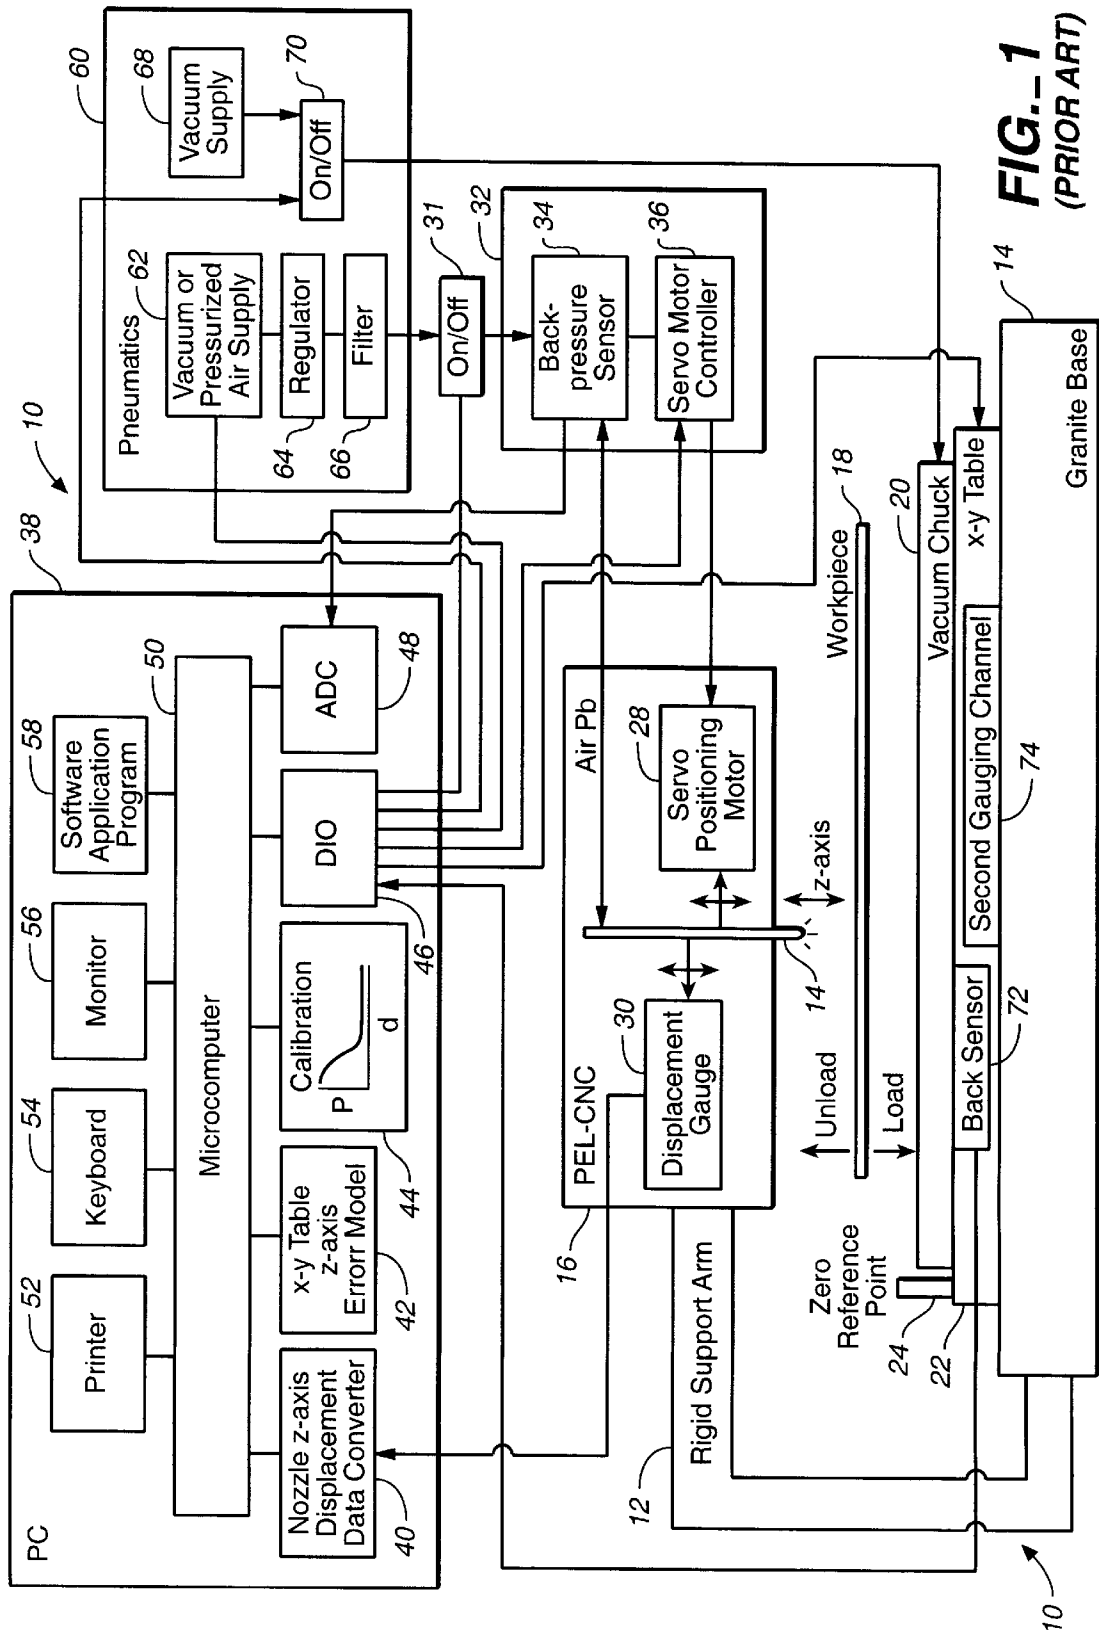 10
38
PC
52
Printer
54
Keyboard
56
Monitor
58
Software
Application
Program
50
Microcomputer
Nozzle z-axis
Displacement
Data Converter
40
x-y Table
z-axis
Errorr Model
42
Calibration
P
d
44
DIO
46
ADC
48
60
Pneumatics
62
Vacuum or
Pressurized
Air Supply
64
Regulator
66
Filter
68
Vacuum
Supply
70
On/Off
31
On/Off
32
34
Back-
pressure
Sensor
36
Servo Motor
Controller
12
Rigid Support Arm
16
PEL-CNC
30
Displacement
Gauge
Air Pb
28
Servo
Positioning
Motor
14
z-axis
Unload
Load
Workpiece
18
Zero
Reference
Point
24
22
20
Vacuum Chuck
x-y Table
Back Sensor
72
Second Gauging Channel
74
14
Granite Base
10
FIG._1
(PRIOR ART)